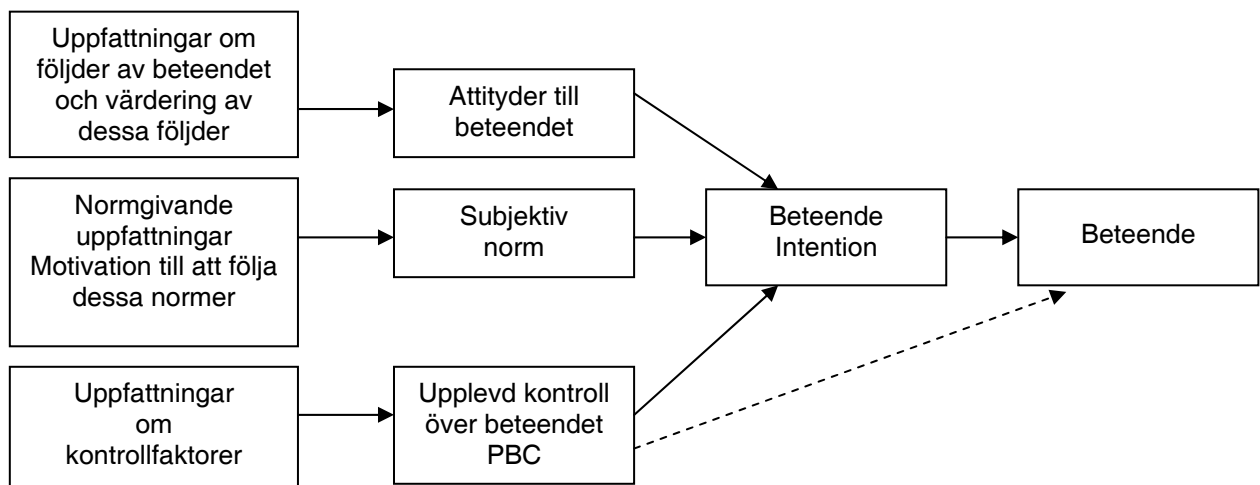 Uppfattningar om
följder av beteendet
och värdering av
dessa följder
Attityder till
beteendet
Normgivande
uppfattningar
Motivation till att följa
dessa normer
Subjektiv
norm
Beteende
Intention
Beteende
Uppfattningar
om
kontrollfaktorer
Upplevd kontroll
över beteendet
PBC